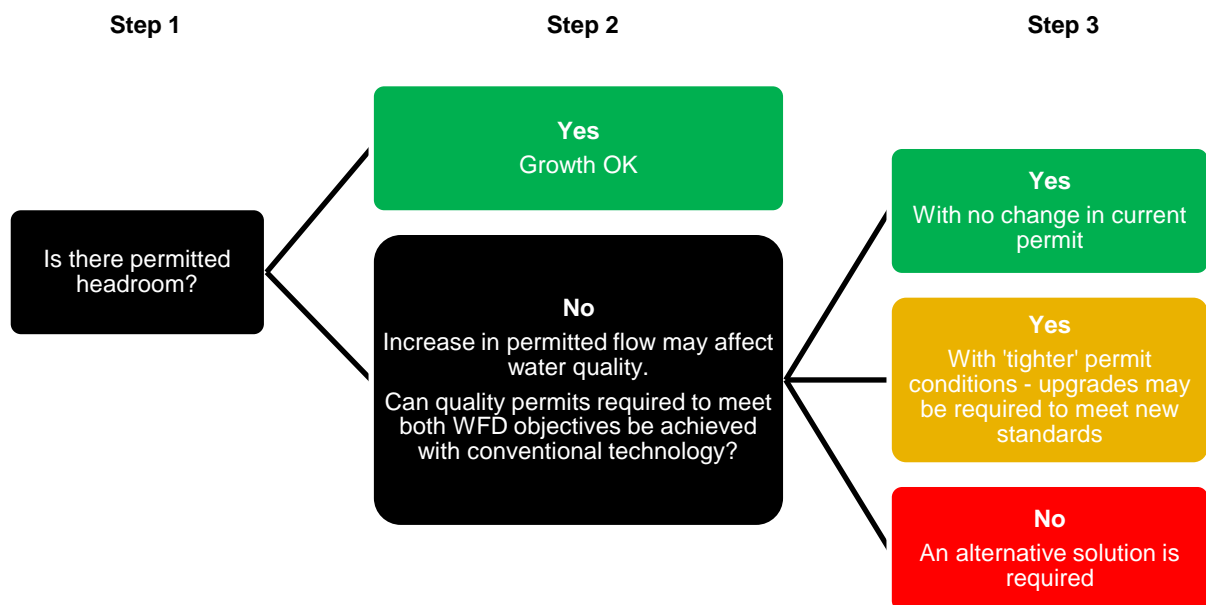 Step 1
Step 2
Step 3
Is there permitted
headroom?
Yes
Growth OK
No
Increase in permitted flow may affect
water quality.
Can quality permits required to meet
both WFD objectives be achieved
with conventional technology?
Yes
With no change in current
permit
Yes
With 'tighter' permit
conditions - upgrades may
be required to meet new
standards
No
An alternative solution is
required